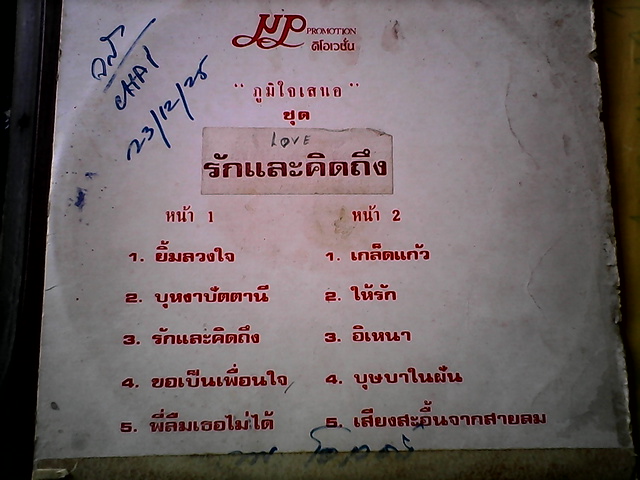 MP PROMOTION
ดีโอเวชั่น
CHAI
23/12/25
" ภูมิใจเสนอ "
ชุด
LOVE
รักและคิดถึง
หน้า 1 หน้า 2
1. ยิ้มลวงใจ 1. เกล็ดแก้ว
2. บุหงาปัตตานี 2. ให้รัก
3. รักและคิดถึง 3. อิเหนา
4. ขอเป็นเพื่อนใจ 4. บุษบาในฝัน
5. พี่ลืมเธอไม่ได้ 5. เสียงสะอื้นจากสายลม